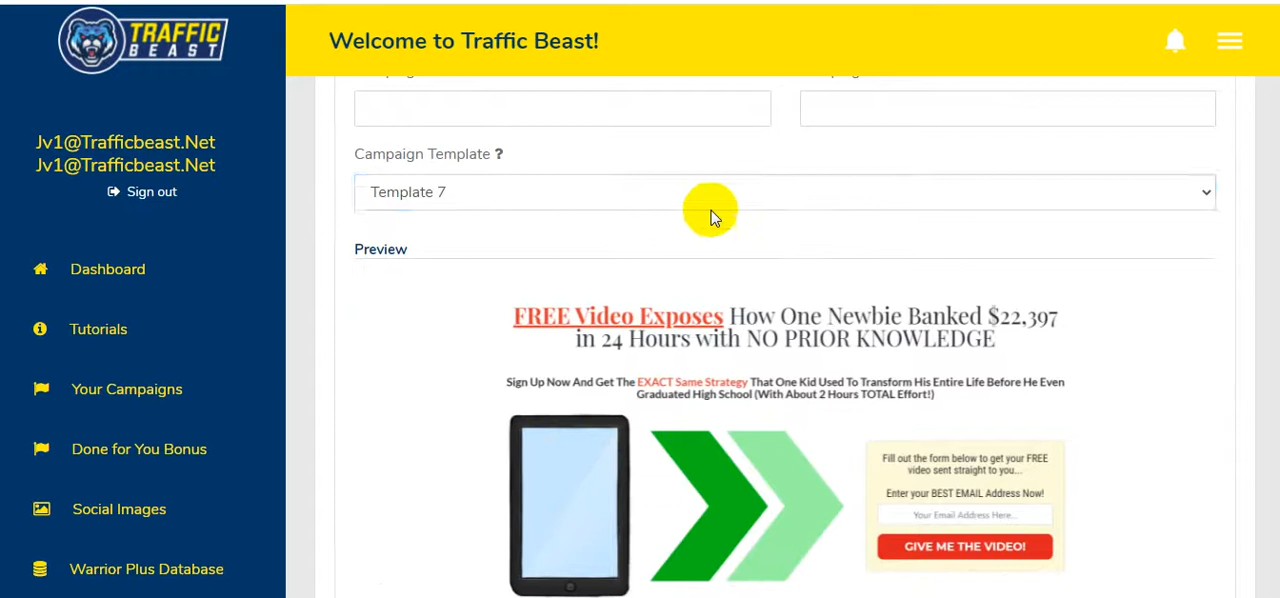 TRAFFIC
BEAST
Welcome to Traffic Beast!
Jv1@Trafficbeast.Net
Jv1@Trafficbeast.Net
Sign out
Dashboard
Tutorials
Your Campaigns
Done for You Bonus
Social Images
Warrior Plus Database
Campaign Template ?
Template 7
Preview
FREE Video Exposes How One Newbie Banked $22,397
in 24 Hours with NO PRIOR KNOWLEDGE
Sign Up Now And Get The EXACT Same Strategy That One Kid Used To Transform His Entire Life Before He Even
Graduated High School (With About 2 Hours TOTAL Effort!)
Fill out the form below to get your FREE
video sent straight to you...
Enter your BEST EMAIL Address Now!
Your Email Address Here...
GIVE ME THE VIDEO!